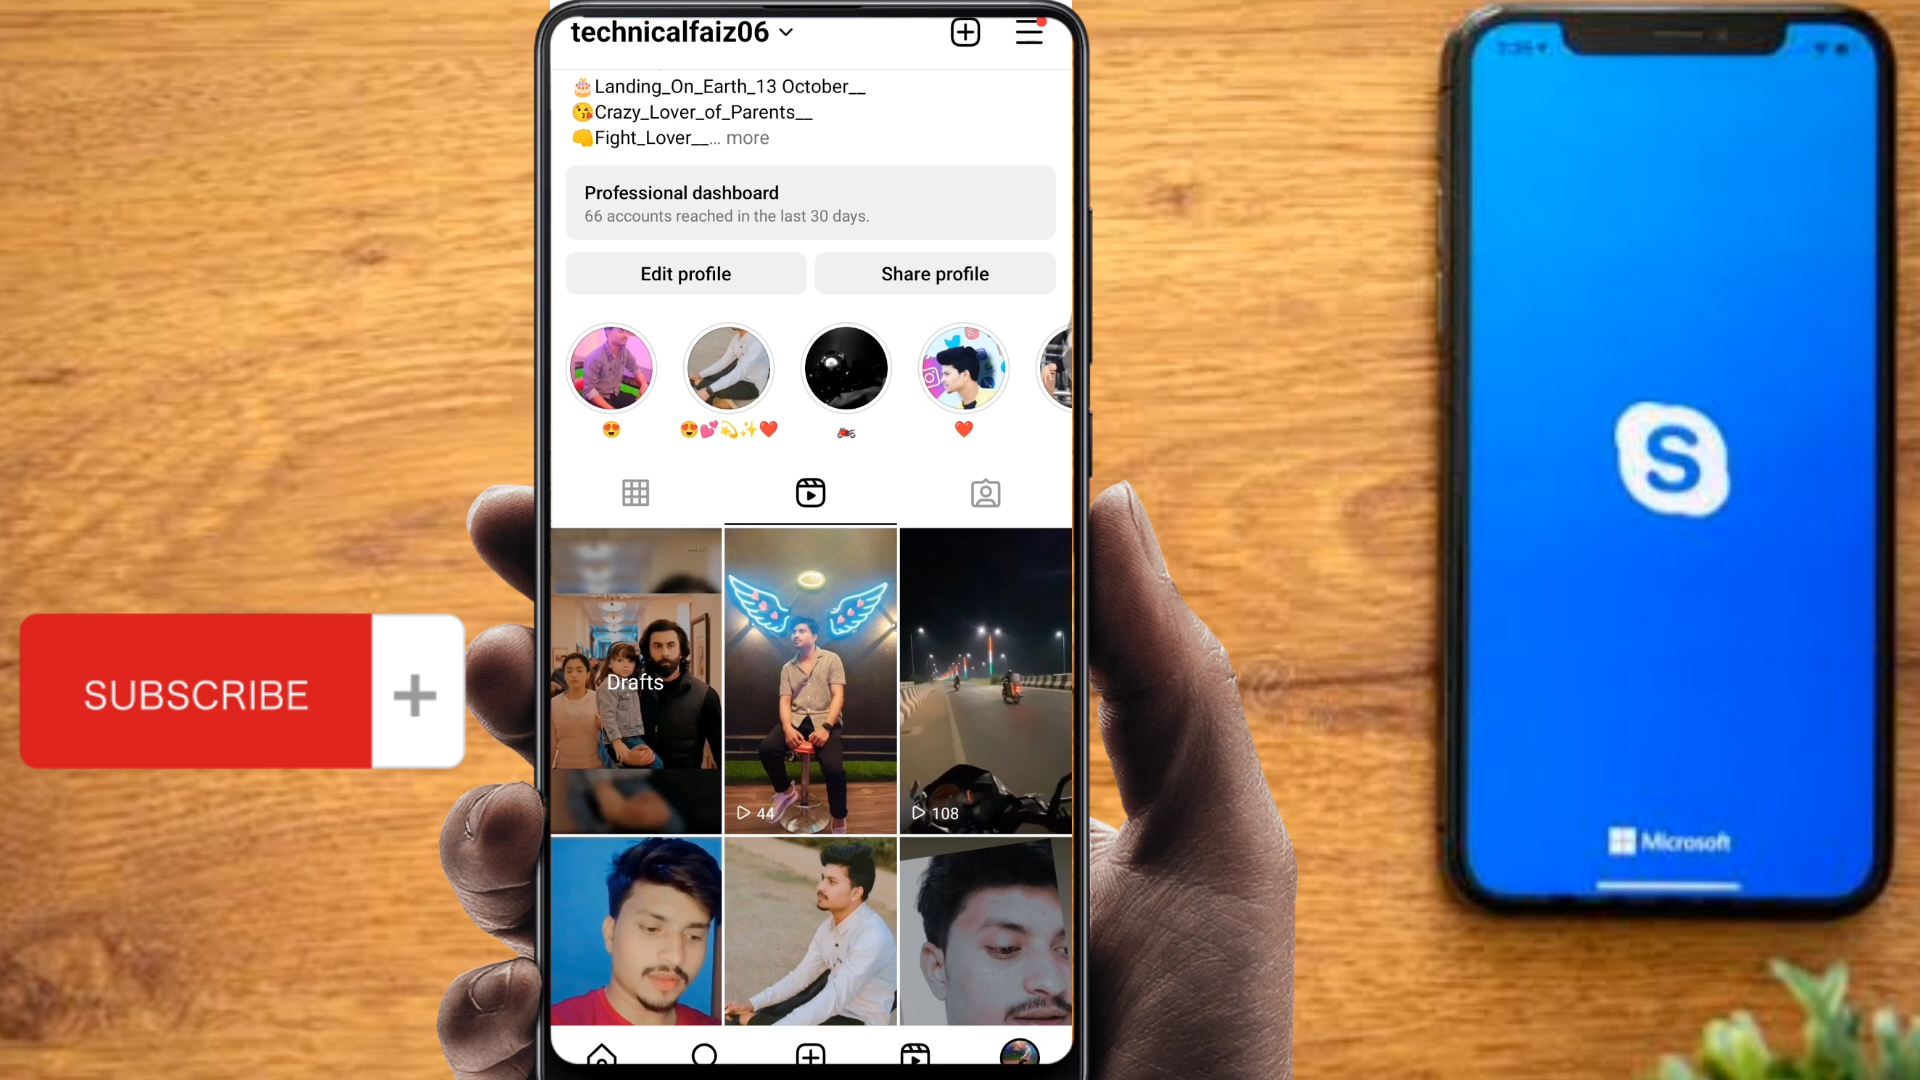 technicalfaiz06
🎂Landing_On_Earth_13 October__
😘Crazy_Lover_of_Parents__
👊Fight_Lover__... more
Professional dashboard
66 accounts reached in the last 30 days.
Edit profile
Share profile
Drafts
44
108
SUBSCRIBE
S
Microsoft